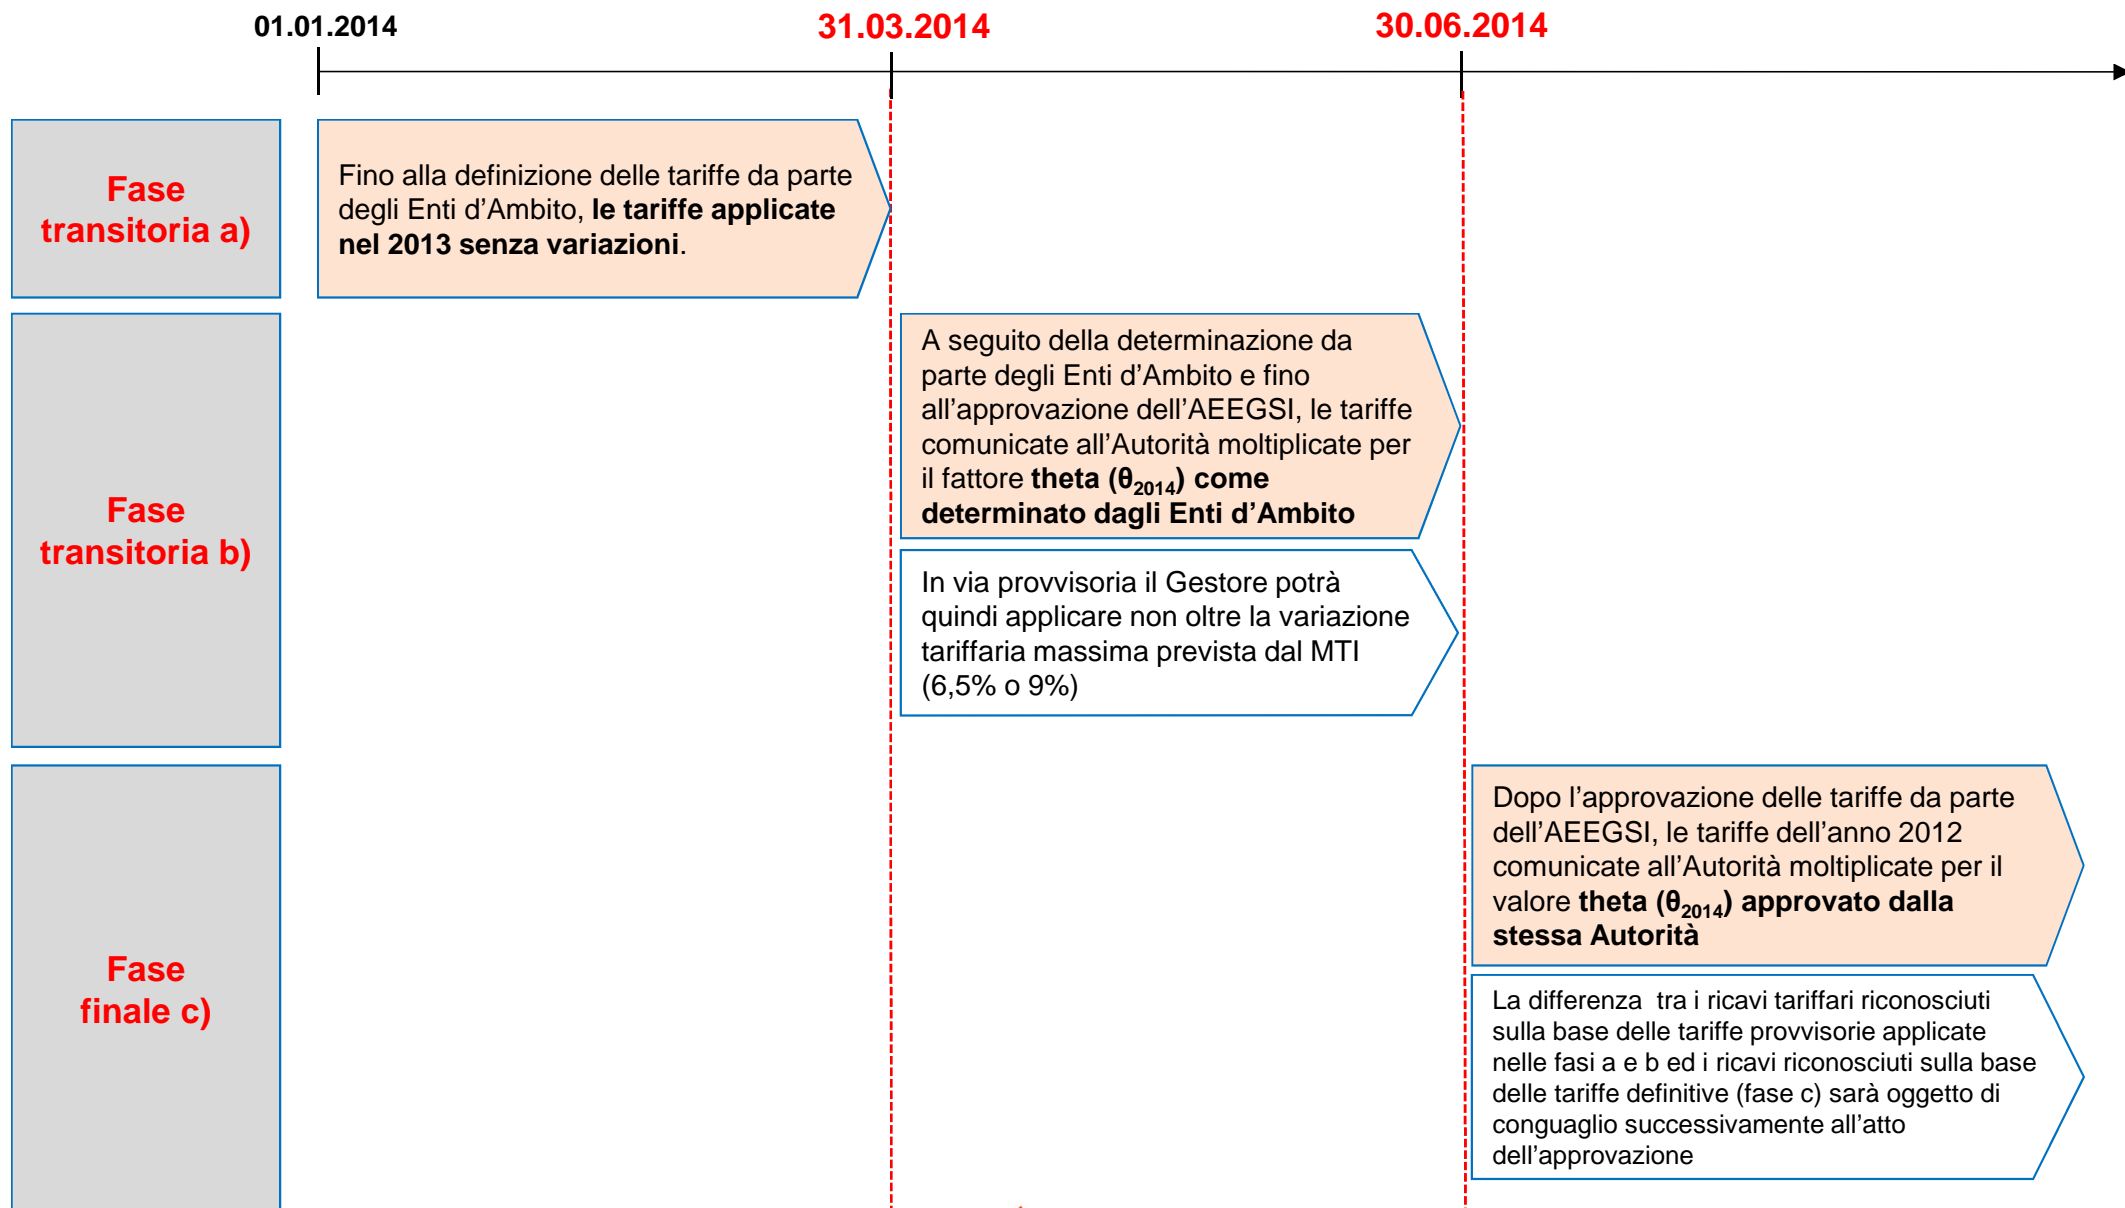 01.01.2014
31.03.2014
30.06.2014
Fase
transitoria a)
Fino alla definizione delle tariffe da parte
degli Enti d’Ambito, le tariffe applicate
nel 2013 senza variazioni.
Fase
transitoria b)
A seguito della determinazione da
parte degli Enti d’Ambito e fino
all’approvazione dell’AEEGSI, le tariffe
comunicate all’Autorità moltiplicate per
il fattore theta (θ2014) come
determinato dagli Enti d’Ambito
In via provvisoria il Gestore potrà
quindi applicare non oltre la variazione
tariffaria massima prevista dal MTI
(6,5% o 9%)
Fase
finale c)
Dopo l’approvazione delle tariffe da parte
dell’AEEGSI, le tariffe dell’anno 2012
comunicate all’Autorità moltiplicate per il
valore theta (θ2014) approvato dalla
stessa Autorità
La differenza  tra i ricavi tariffari riconosciuti
sulla base delle tariffe provvisorie applicate
nelle fasi a e b ed i ricavi riconosciuti sulla base
delle tariffe definitive (fase c) sarà oggetto di
conguaglio successivamente all’atto
dell’approvazione